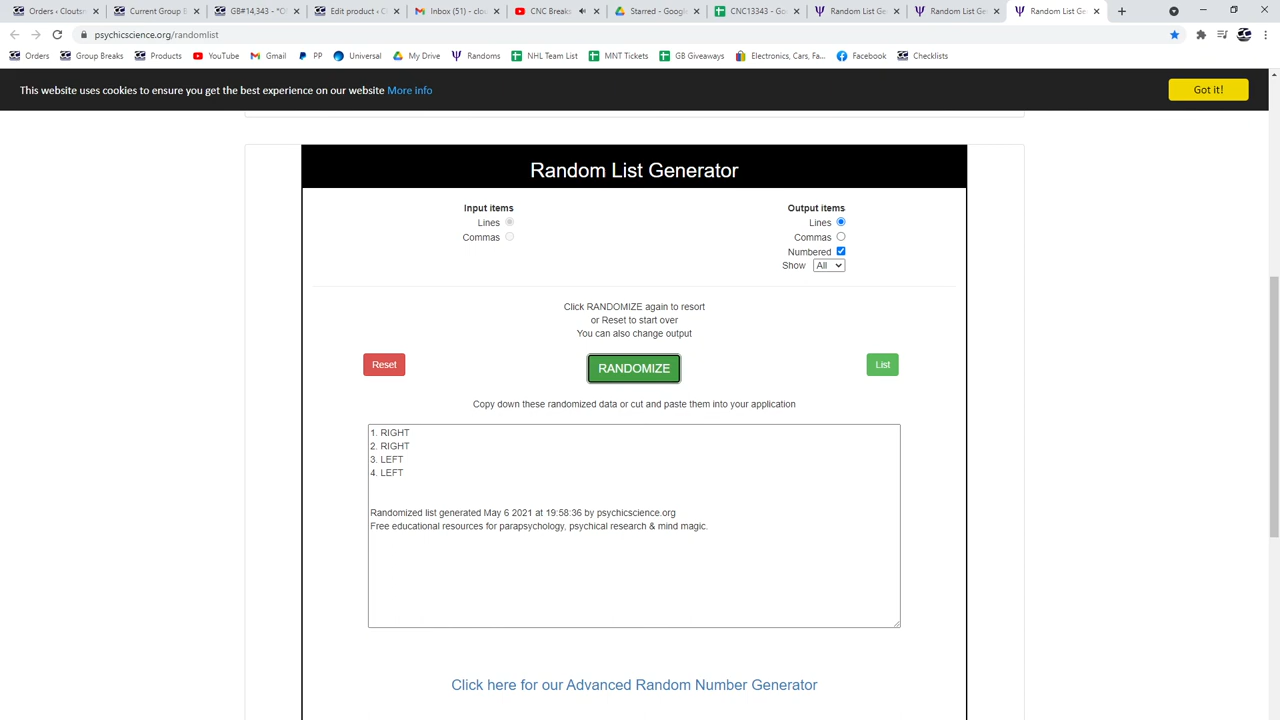 Orders ‹ Cloutsn
Current Group B
GB#14,343 - "C
Edit product ‹ C
Inbox (51) - clou
CNC Breaks
Starred - Google
CNC13343 - Go
Random List Ge
Random List Gen
Random List Ge
psychicscience.org/randomlist
Orders
Group Breaks
Products
YouTube
Gmail
PP
Universal
My Drive
Randoms
NHL Team List
MNT Tickets
GB Giveaways
Electronics, Cars, Fa...
Facebook
Checklists
This website uses cookies to ensure you get the best experience on our website More info
Got it!
Random List Generator
Input items
Lines
Commas
Output items
Lines
Commas
Numbered
Show All
Click RANDOMIZE again to resort
or Reset to start over
You can also change output
Reset
RANDOMIZE
List
Copy down these randomized data or cut and paste them into your application
1. RIGHT
2. RIGHT
3. LEFT
4. LEFT
Randomized list generated May 6 2021 at 19:58:36 by psychicscience.org
Free educational resources for parapsychology, psychical research & mind magic.
Click here for our Advanced Random Number Generator